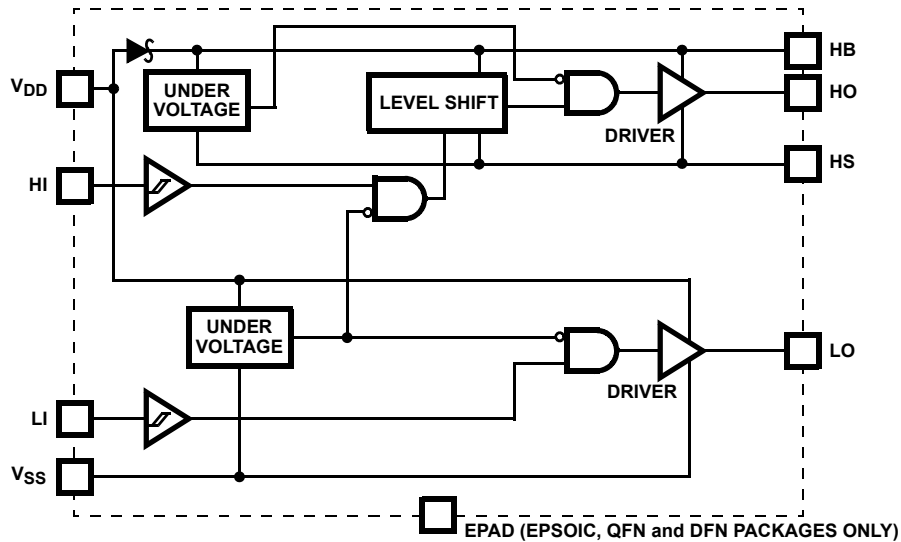 HB
VDD
UNDER
VOLTAGE
LEVEL SHIFT
HO
DRIVER
HS
HI
UNDER
VOLTAGE
LO
DRIVER
LI
VSS
EPAD (EPSOIC, QFN and DFN PACKAGES ONLY)